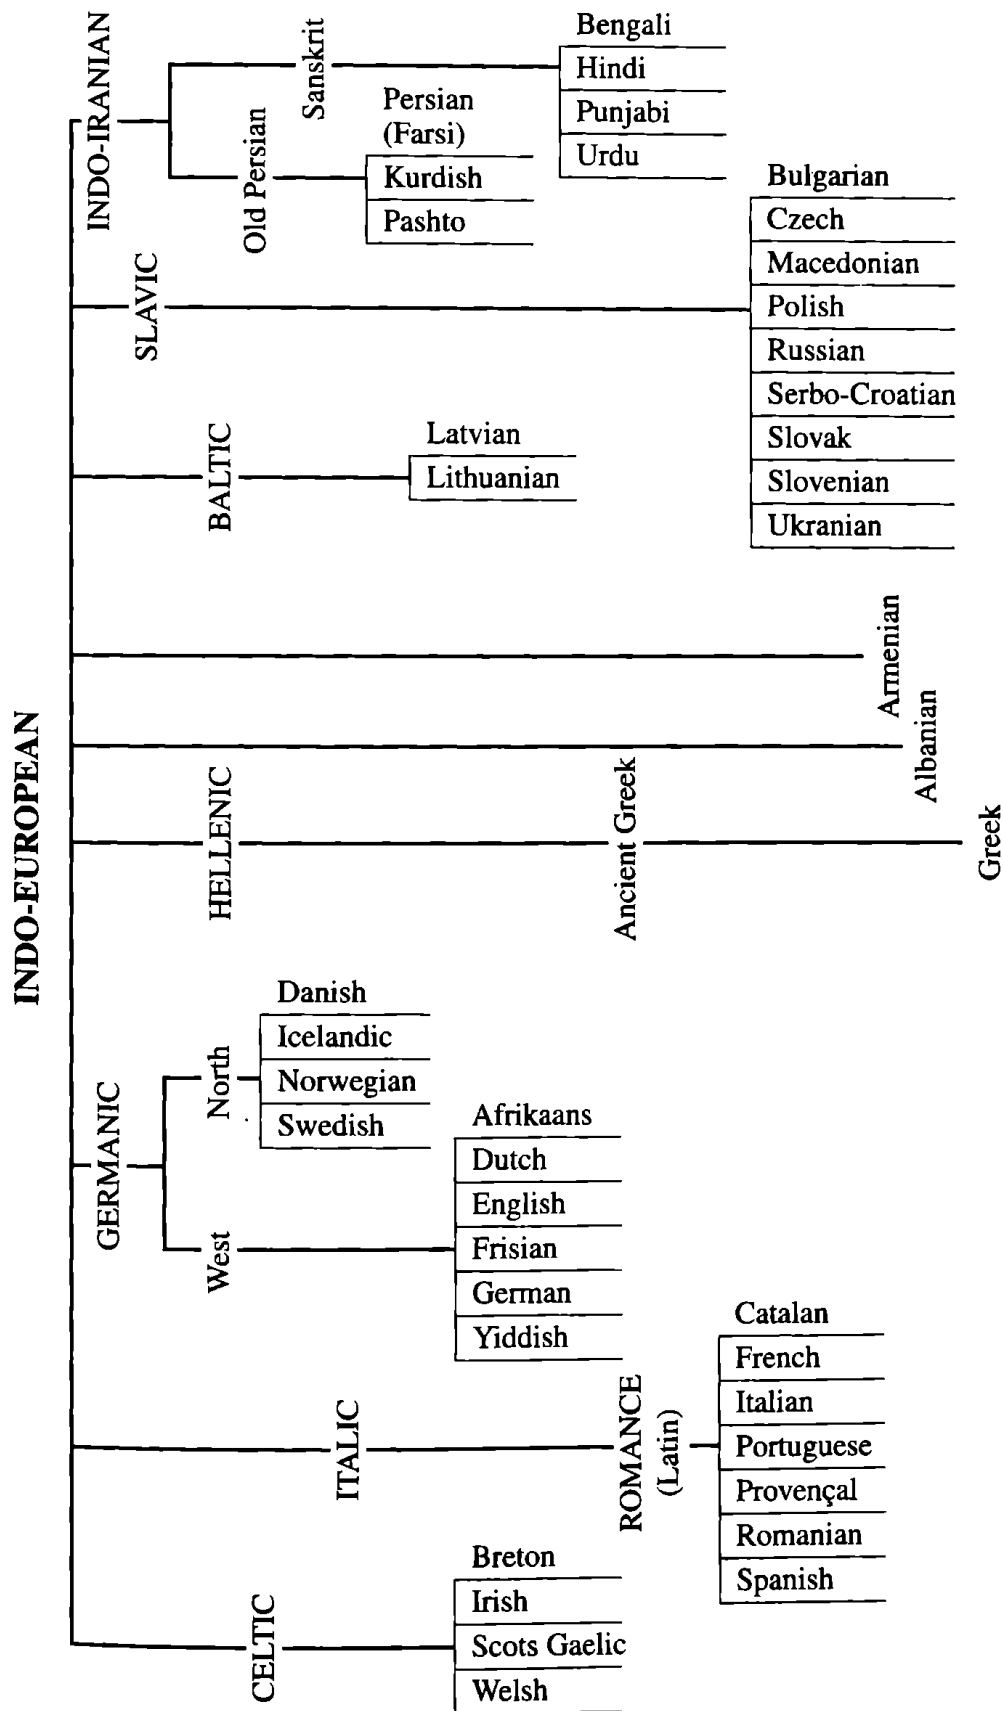 INDO-EUROPEAN
INDO-IRANIAN
Sanskrit
Bengali
Hindi
Punjabi
Urdu
Old Persian
Persian
(Farsi)
Kurdish
Pashto
SLAVIC
Bulgarian
Czech
Macedonian
Polish
Russian
Serbo-Croatian
Slovak
Slovenian
Ukranian
BALTIC
Latvian
Lithuanian
Armenian
Albanian
HELLENIC
Ancient Greek
Greek
GERMANIC
North
Danish
Icelandic
Norwegian
Swedish
West
Afrikaans
Dutch
English
Frisian
German
Yiddish
ITALIC
ROMANCE
(Latin)
Catalan
French
Italian
Portuguese
Provençal
Romanian
Spanish
CELTIC
Breton
Irish
Scots Gaelic
Welsh